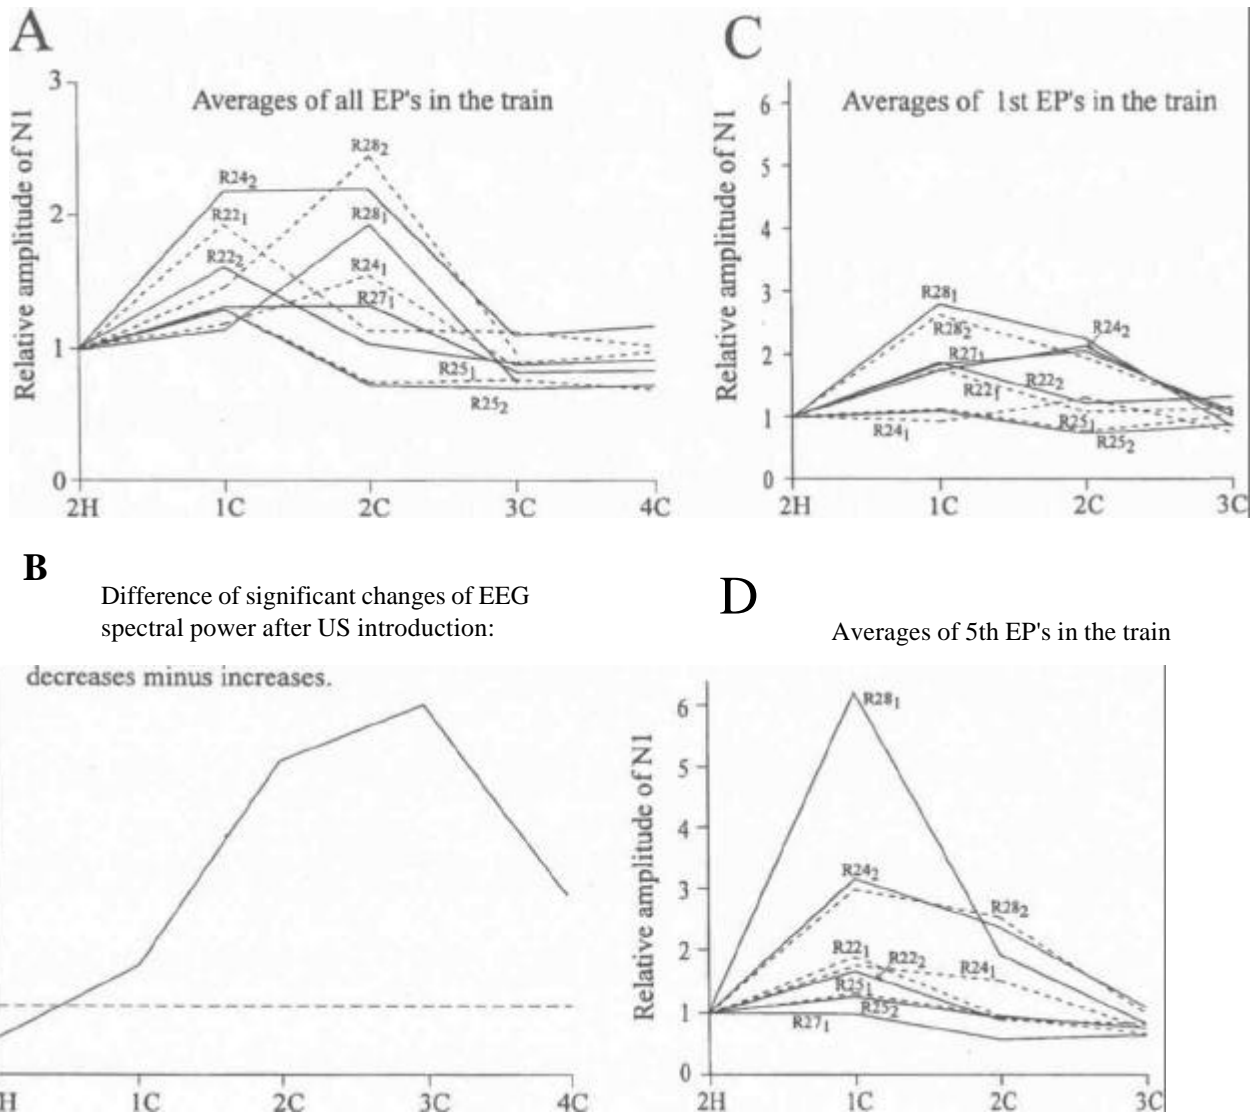 A
3
Averages of all EP's in the train
Relative amplitude of N1
R28₂
R24₂
2
R22₁
R28₁
R22₂
R24₁
R27₁
1
R25₁
R25₂
0
2H 1C 2C 3C 4C
C
6
Averages of 1st EP's in the train
Relative amplitude of N1
5
4
3
R28₁
R28₂
R24₂
2
R27₁
R22₁
R22₂
1
R24₁
R25₁
R25₂
0
2H 1C 2C 3C
B
Difference of significant changes of EEG
spectral power after US introduction:
decreases minus increases.
H 1C 2C 3C 4C
D
Averages of 5th EP's in the train
Relative amplitude of N1
6
R28₁
5
4
3
R24₂
R28₂
2
R22₁
R22₂
R24₁
R25₁
R25₂
1
R27₁
0
2H 1C 2C 3C